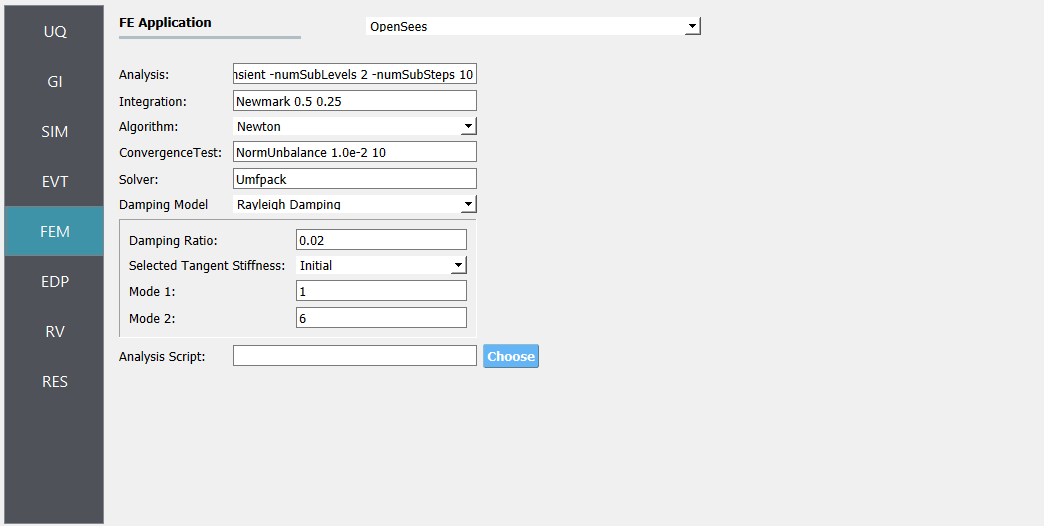 UQ
GI
SIM
EVT
FEM
EDP
RV
RES
FE Application
OpenSees
Analysis: -numSubLevels 2 -numSubSteps 10
Integration: Newmark 0.5 0.25
Algorithm: Newton
ConvergenceTest: NormUnbalance 1.0e-2 10
Solver: Umfpack
Damping Model Rayleigh Damping
Damping Ratio: 0.02
Selected Tangent Stiffness: Initial
Mode 1: 1
Mode 2: 6
Analysis Script: Choose